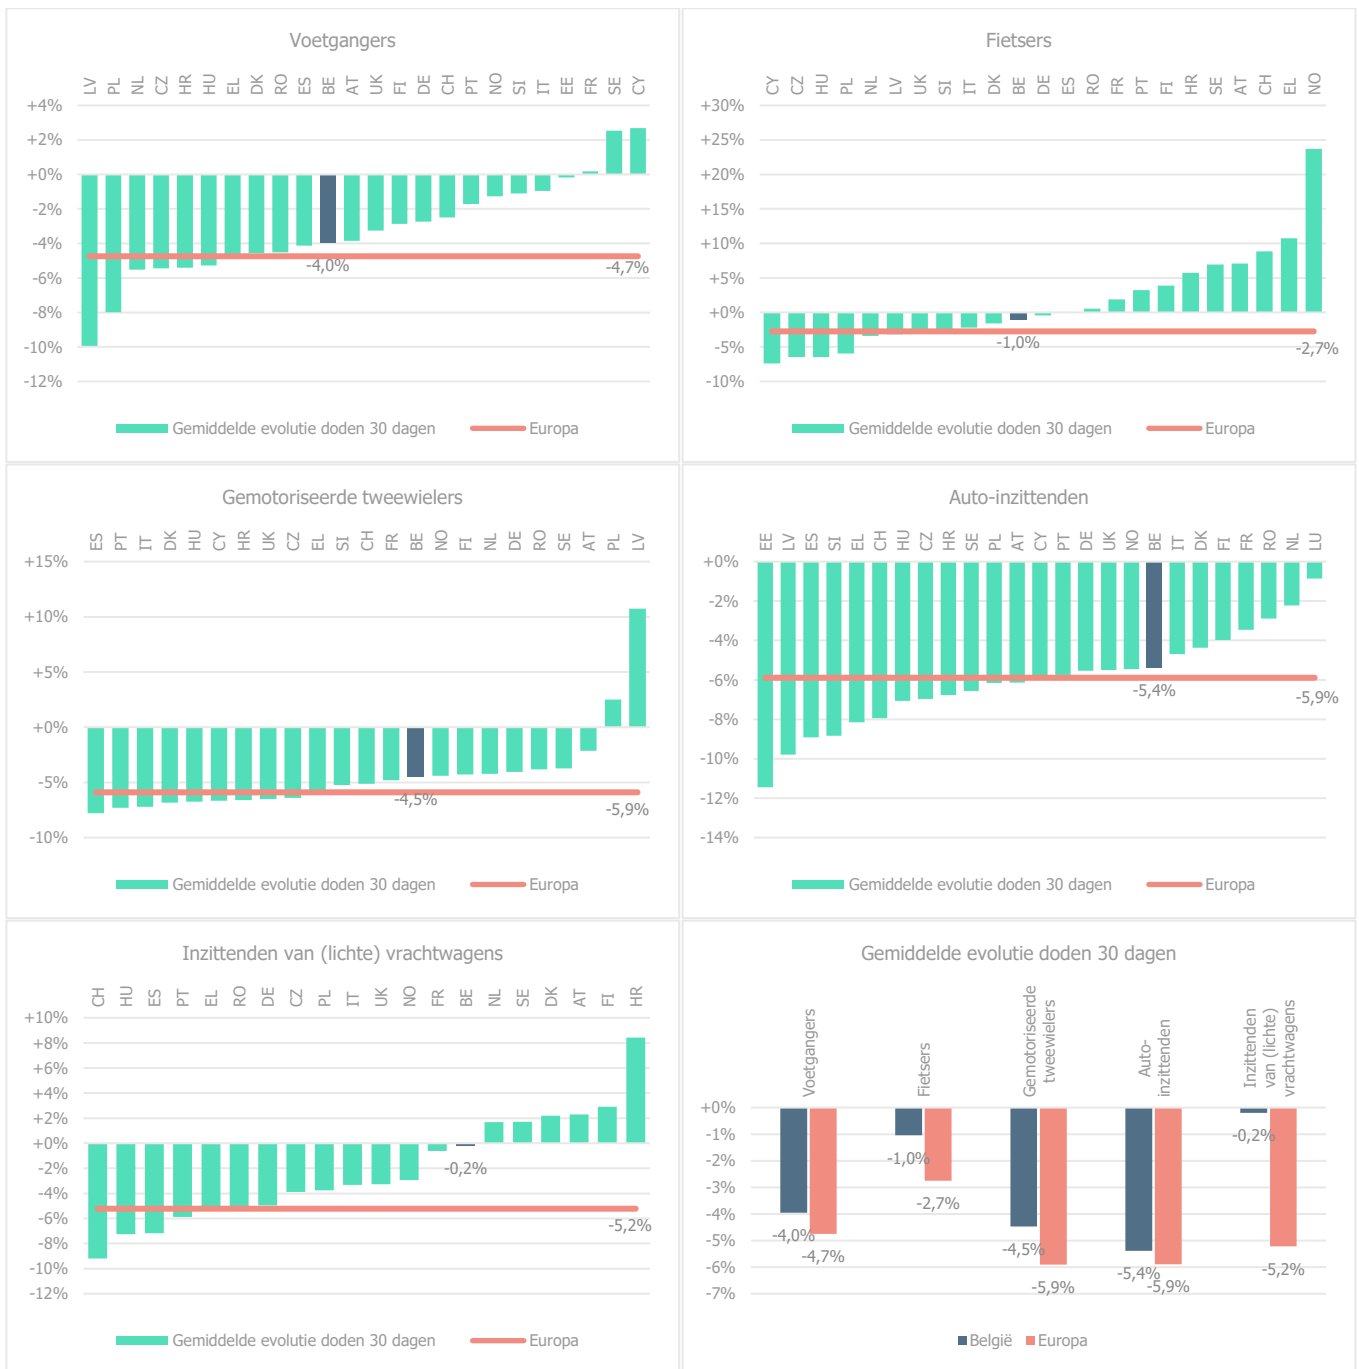 Voetgangers
LV PL NL CZ HR HU EL DK RO ES BE AT UK FI DE CH PT NO SI IT EE FR SE CY
+4%
+2%
+0%
-2%
-4%
-6%
-8%
-10%
-12%
-4,0%
-4,7%
Gemiddelde evolutie doden 30 dagen Europa
Fietsers
CY CZ HU PL NL LV UK SI IT DK BE DE ES RO FR PT FI HR SE AT CH EL NO
+30%
+25%
+20%
+15%
+10%
+5%
+0%
-5%
-10%
-1,0%
-2,7%
Gemiddelde evolutie doden 30 dagen Europa
Gemotoriseerde tweewielers
ES PT IT DK HU CY HR UK CZ EL SI CH FR BE NO FI NL DE RO SE AT PL LV
+15%
+10%
+5%
+0%
-5%
-10%
-4,5%
-5,9%
Gemiddelde evolutie doden 30 dagen Europa
Auto-inzittenden
EE LV ES SI EL CH HU CZ HR SE PL AT CY PT DE UK NO BE IT DK FI FR RO NL LU
+0%
-2%
-4%
-6%
-8%
-10%
-12%
-14%
-5,4%
-5,9%
Gemiddelde evolutie doden 30 dagen Europa
Inzittenden van (lichte) vrachtwagens
CH HU ES PT EL RO DE CZ PL IT UK NO FR BE NL SE DK AT FI HR
+10%
+8%
+6%
+4%
+2%
+0%
-2%
-4%
-6%
-8%
-10%
-12%
-0,2%
-5,2%
Gemiddelde evolutie doden 30 dagen Europa
Gemiddelde evolutie doden 30 dagen
Voetgangers
Fietsers
Gemotoriseerde
tweewielers
Auto-
inzittenden
Inzittenden
van (lichte)
vrachtwagens
+0%
-1%
-2%
-3%
-4%
-5%
-6%
-7%
-4,0%
-4,7%
-1,0%
-2,7%
-4,5%
-5,9%
-5,4%
-5,9%
-0,2%
-5,2%
België Europa